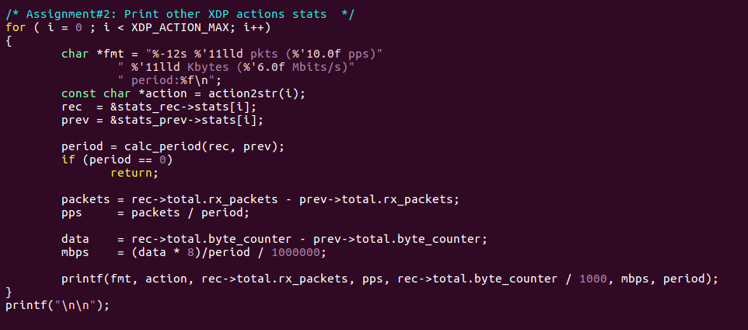 /* Assignment#2: Print other XDP actions stats  */
for ( i = 0 ; i < XDP_ACTION_MAX; i++)
{
        char *fmt = "%-12s %'11lld pkts (%'10.0f pps)"
                " %'11lld Kbytes (%'6.0f Mbits/s)"
                " period:%f\n";
        const char *action = action2str(i);
        rec  = &stats_rec->stats[i];
        prev = &stats_prev->stats[i];

        period = calc_period(rec, prev);
        if (period == 0)
               return;

        packets = rec->total.rx_packets - prev->total.rx_packets;
        pps     = packets / period;

        data    = rec->total.byte_counter - prev->total.byte_counter;
        mbps    = (data * 8)/period / 1000000;

        printf(fmt, action, rec->total.rx_packets, pps, rec->total.byte_counter / 1000, mbps, period);
}
printf("\n\n");